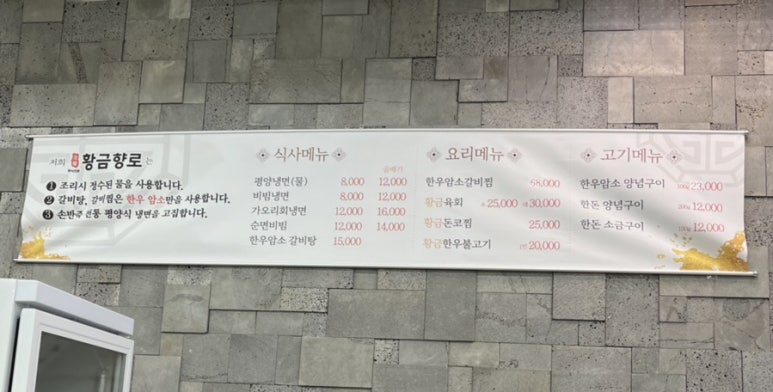 저희 황금향로는
1 조리시 정수된 물을 사용합니다.
2 갈비탕, 갈비찜은 한우 암소만을 사용합니다.
3 손반죽 전통 평양식 냉면을 고집합니다.
식사메뉴
곱빼기
평양냉면(물) 8,000 12,000
비빔냉면 8,000 12,000
가오리회냉면 12,000 16,000
순면비빔 12,000 14,000
한우암소 갈비탕 15,000
요리메뉴
한우암소갈비찜 68,000
황금육회 소 25,000 대 30,000
황금돈코찜 25,000
황금한우불고기 20,000
고기메뉴
한우암소 양념구이 23,000
한돈 양념구이 200g 12,000
한돈 소금구이 12,000